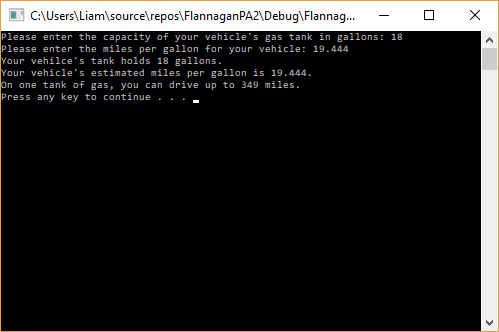 C:\Users\Liam\source\repos\FlannaganPA2\Debug\Flannag...
Please enter the capacity of your vehicle's gas tank in gallons: 18
Please enter the miles per gallon for your vehicle: 19.444
Your vehilce's tank holds 18 gallons.
Your vehicle's estimated miles per gallon is 19.444.
On one tank of gas, you can drive up to 349 miles.
Press any key to continue . . .